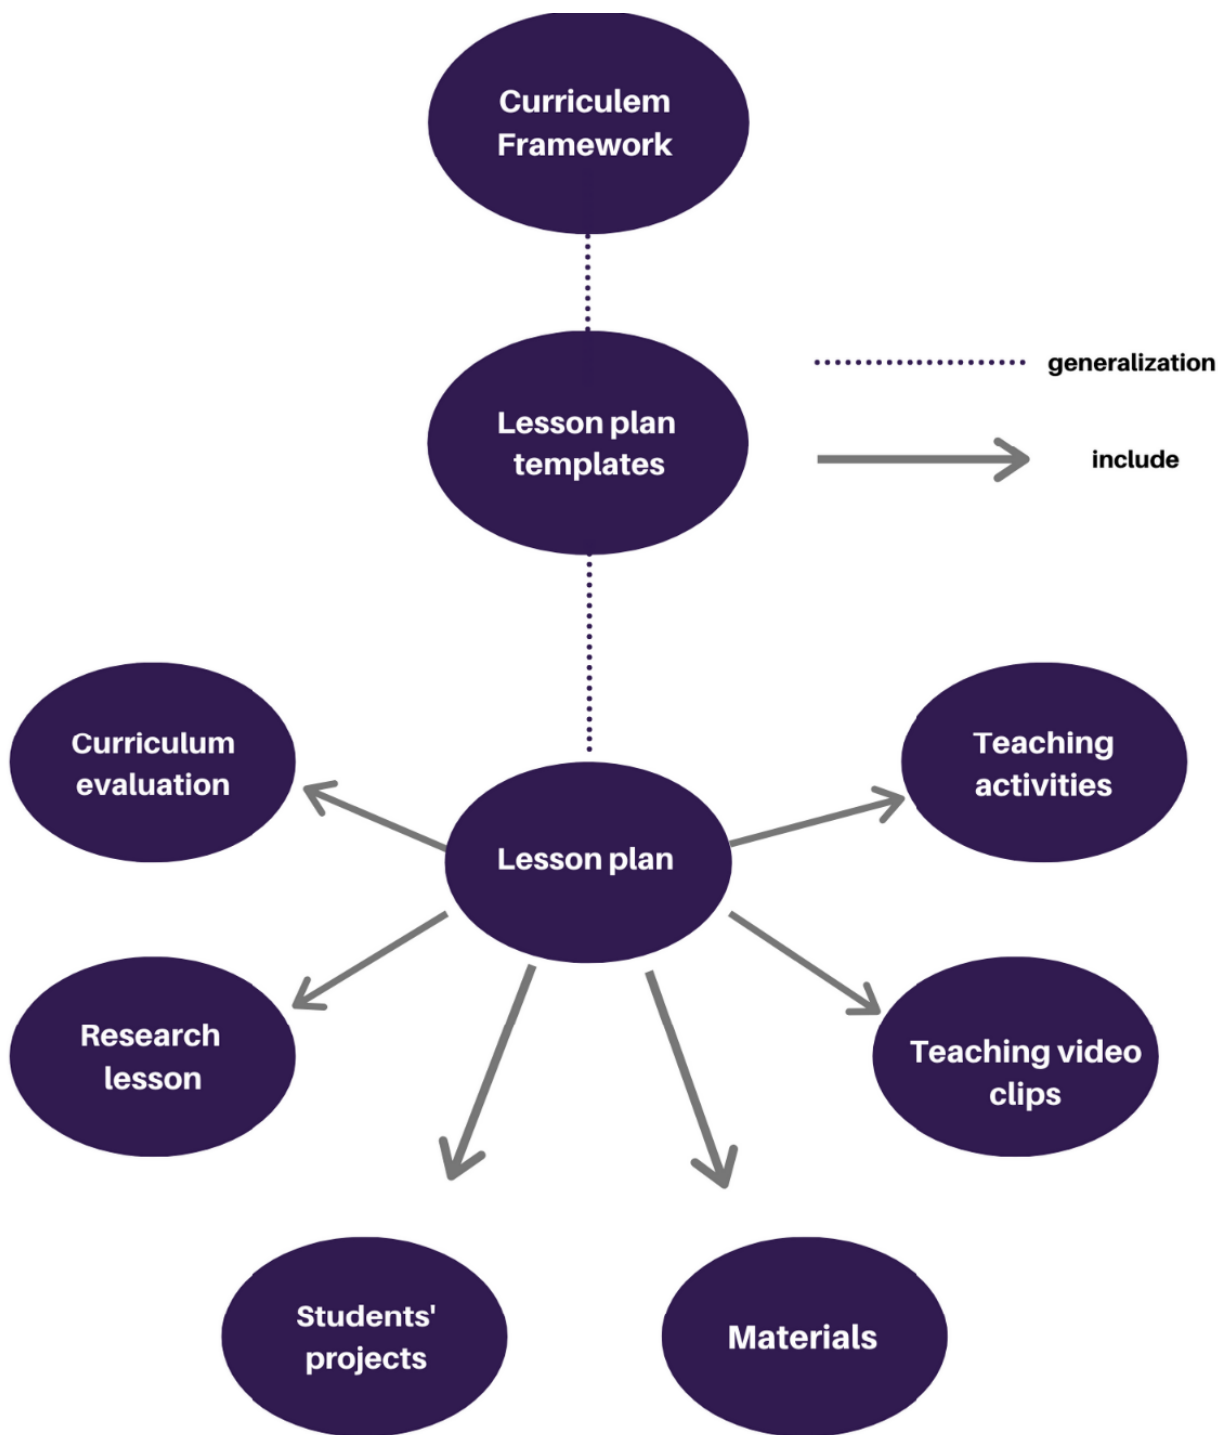 Curriculem
Framework
Lesson plan
templates
generalization
include
Curriculum
evaluation
Teaching
activities
Lesson plan
Research
lesson
Teaching video
clips
Students'
projects
Materials